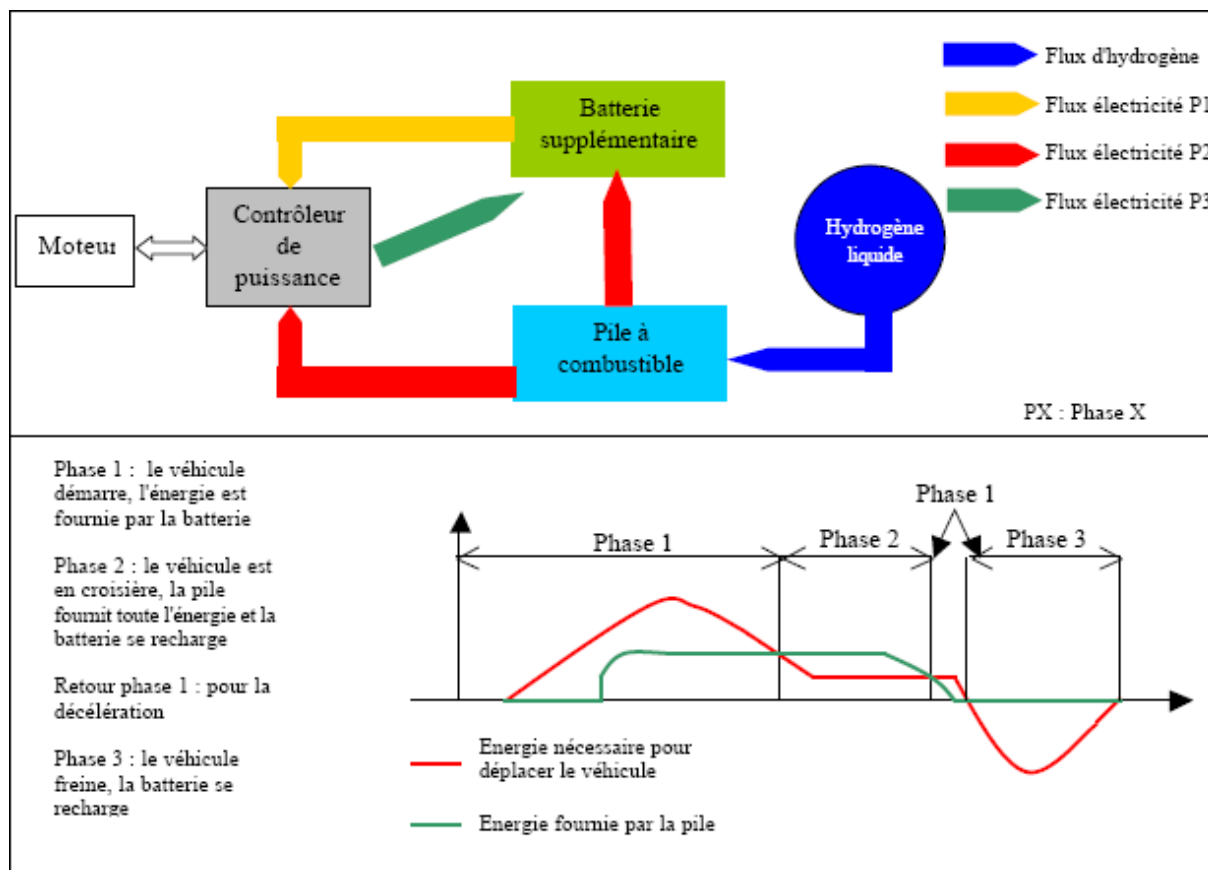 Flux d'hydrogène
Flux électricité P1
Flux électricité P2
Flux électricité P3
Batterie
supplémentaire
Contrôleur
de
puissance
Moteur
Hydrogène
liquide
Pile à
combustible
PX : Phase X
Phase 1 : le véhicule
démarre, l'énergie est
fournie par la batterie
Phase 2 : le véhicule est
en croisière, la pile
fournit toute l'énergie et la
batterie se recharge
Retour phase 1 : pour la
décélération
Phase 3 : le véhicule
freine, la batterie se
recharge
Phase 1
Phase 1
Phase 2
Phase 3
Energie nécessaire pour
déplacer le véhicule
Energie fournie par la pile